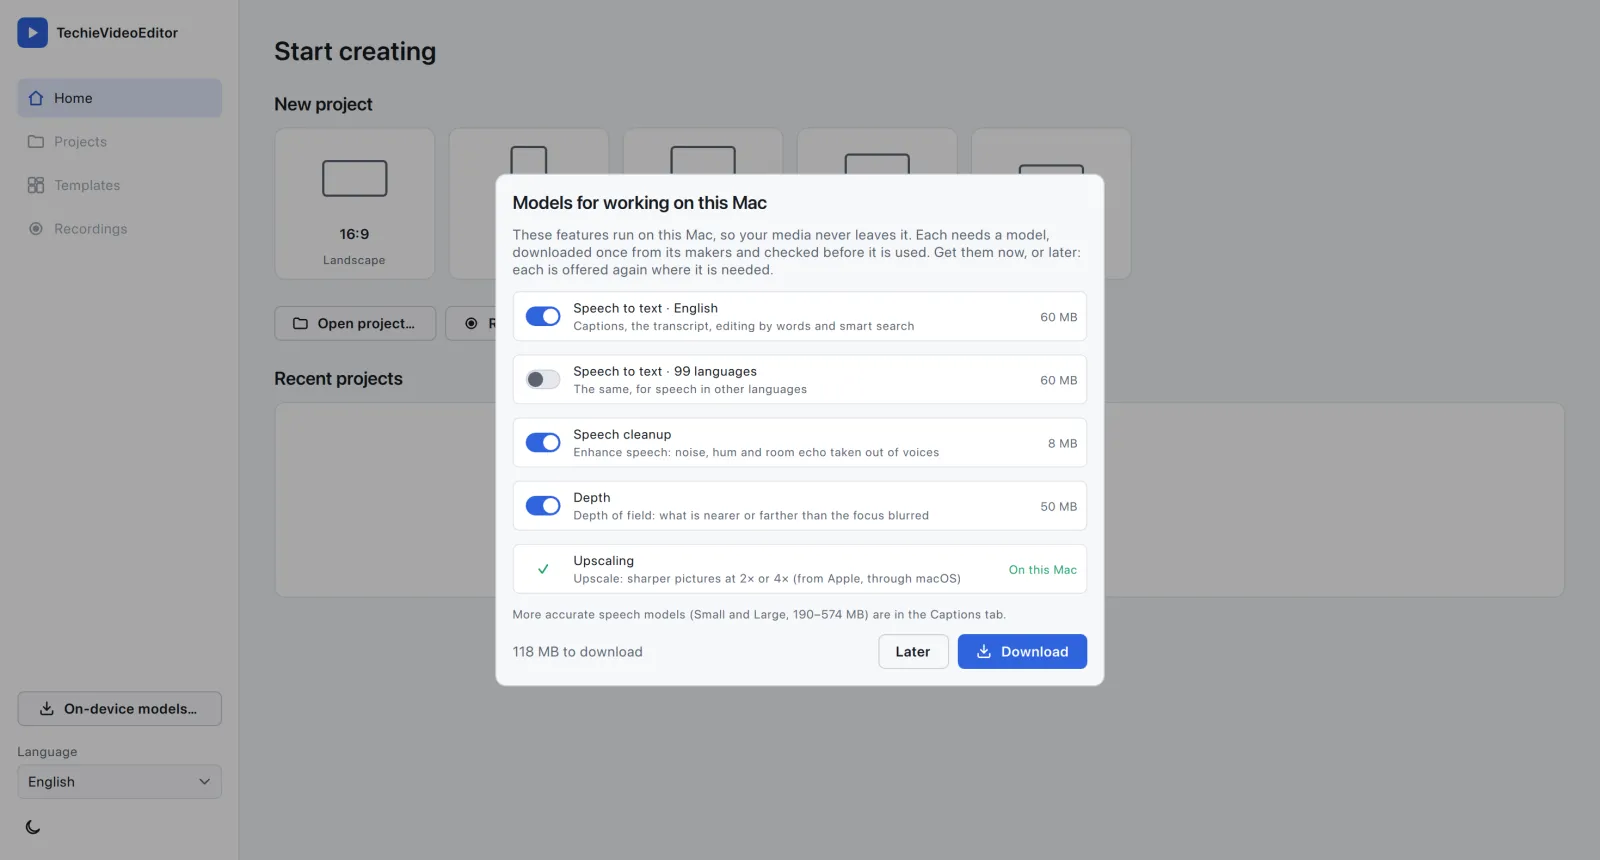 TechieVideoEditor
Home
Projects
Templates
Recordings
On-device models...
Language
English
Start creating
New project
16:9
Landscape
Open project...
R
Recent projects
Models for working on this Mac
These features run on this Mac, so your media never leaves it. Each needs a model,
downloaded once from its makers and checked before it is used. Get them now, or later:
each is offered again where it is needed.
Speech to text · English
Captions, the transcript, editing by words and smart search
60 MB
Speech to text · 99 languages
The same, for speech in other languages
60 MB
Speech cleanup
Enhance speech: noise, hum and room echo taken out of voices
8 MB
Depth
Depth of field: what is nearer or farther than the focus blurred
50 MB
Upscaling
Upscale: sharper pictures at 2× or 4× (from Apple, through macOS)
On this Mac
More accurate speech models (Small and Large, 190–574 MB) are in the Captions tab.
118 MB to download
Later
Download